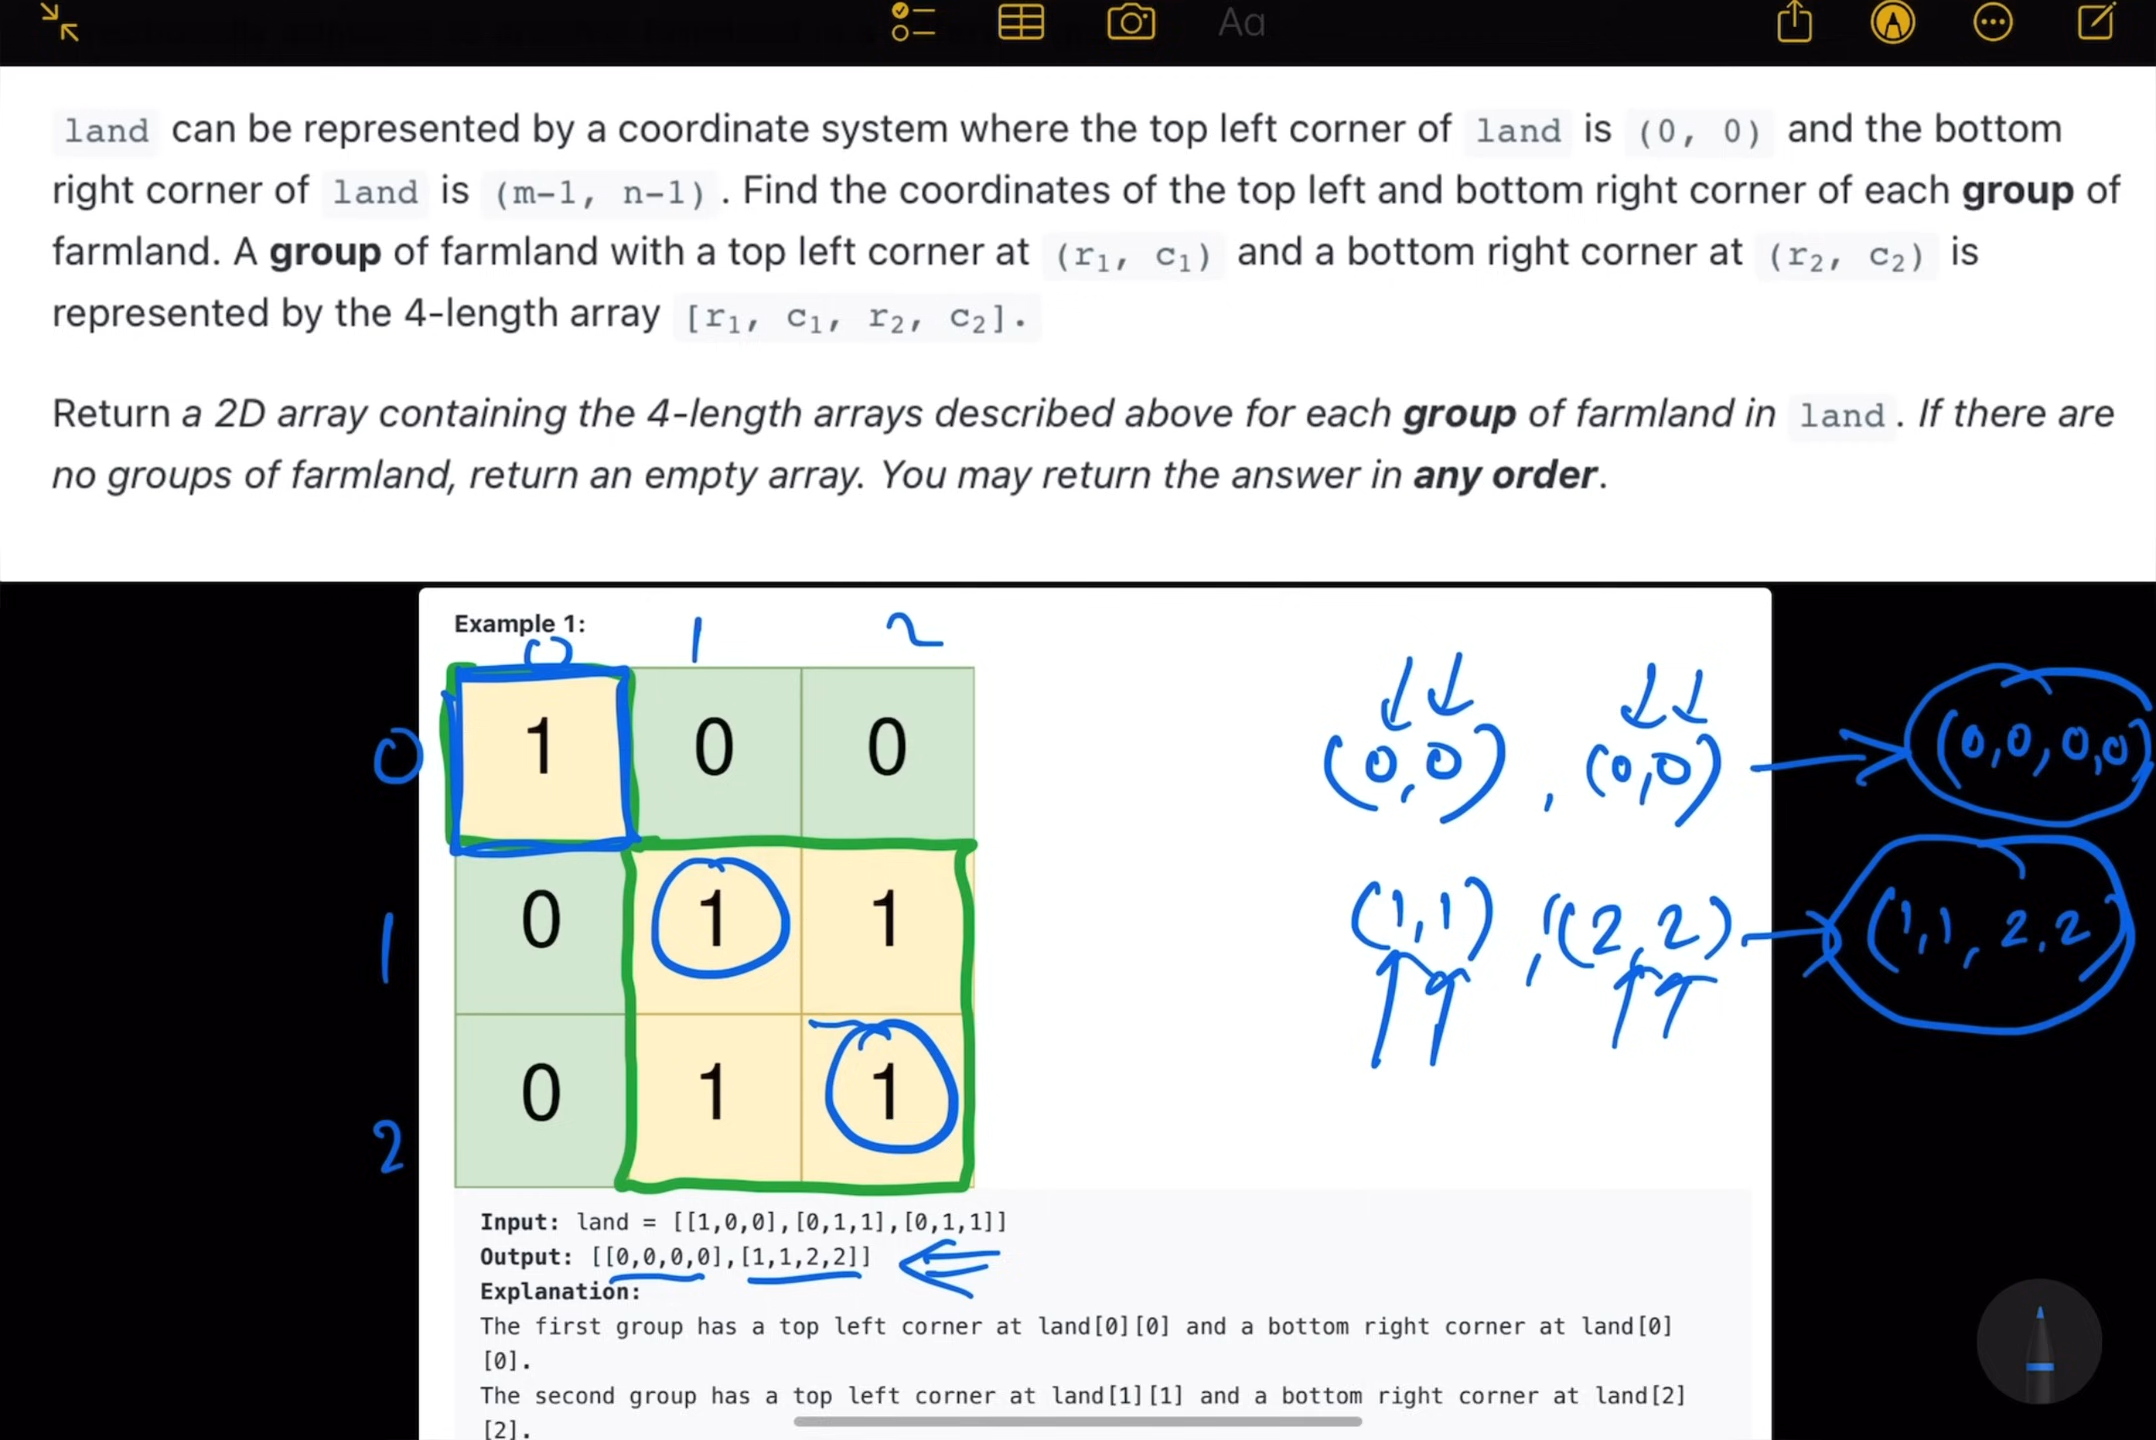 Aa
land can be represented by a coordinate system where the top left corner of land is (0, 0) and the bottom
right corner of land is (m-1, n-1) . Find the coordinates of the top left and bottom right corner of each group of
farmland. A group of farmland with a top left corner at (r₁, c₁) and a bottom right corner at (r₂, c₂) is
represented by the 4-length array [r₁, c₁, r₂, c₂].
Return a 2D array containing the 4-length arrays described above for each group of farmland in land . If there are
no groups of farmland, return an empty array. You may return the answer in any order.
Example 1:
0 1 2
0 1 0 0 (0,0) , (0,0) (0,0,0,0)
1 0 1 1 (1,1) , (2,2) (1,1,2,2)
2 0 1 1
Input: land = [[1,0,0],[0,1,1],[0,1,1]]
Output: [[0,0,0,0],[1,1,2,2]]
Explanation:
The first group has a top left corner at land[0][0] and a bottom right corner at land[0]
[0].
The second group has a top left corner at land[1][1] and a bottom right corner at land[2]
[2].